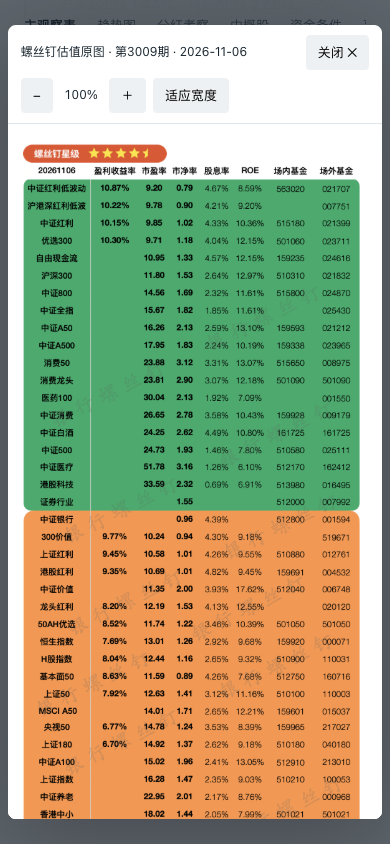 螺丝钉估值原图 · 第3009期 · 2026-11-06
关闭 ✕
− 100% + 适应宽度
螺丝钉星级
20261106 盈利收益率 市盈率 市净率 股息率 ROE 场内基金 场外基金
中证红利低波动 10.87% 9.20 0.79 4.67% 8.59% 563020 021707
沪港深红利低波 10.22% 9.78 0.90 4.21% 9.20% 007751
中证红利 10.15% 9.85 1.02 4.33% 10.36% 515180 021399
优选300 10.30% 9.71 1.18 4.04% 12.15% 501060 023711
自由现金流 10.95 1.33 4.57% 12.15% 159235 024616
沪深300 11.80 1.53 2.64% 12.97% 510310 021832
中证800 14.56 1.69 2.32% 11.61% 515800 024870
中证全指 15.67 1.82 1.85% 11.61% 025430
中证A50 16.26 2.13 2.59% 13.10% 159593 021212
中证A500 17.95 1.83 2.24% 10.19% 159338 023965
消费50 23.88 3.12 3.31% 13.07% 515650 008975
消费龙头 23.81 2.90 3.07% 12.18% 501090 501090
医药100 30.04 2.13 1.92% 7.09% 001550
中证消费 26.65 2.78 3.58% 10.43% 159928 009179
中证白酒 24.25 2.62 4.49% 10.80% 161725 161725
中证500 24.73 1.93 1.46% 7.80% 510580 025111
中证医疗 51.78 3.16 1.26% 6.10% 512170 162412
港股科技 33.59 2.32 0.69% 6.91% 513980 016495
证券行业 1.55 512000 007992
中证银行 0.96 4.39% 512800 001594
300价值 9.77% 10.24 0.94 4.30% 9.18% 519671
上证红利 9.45% 10.58 1.01 4.26% 9.55% 510880 012761
港股红利 9.35% 10.69 1.01 4.82% 9.45% 159691 004532
中证价值 11.35 2.00 3.93% 17.62% 512040 006748
龙头红利 8.20% 12.19 1.53 4.13% 12.55% 020120
50AH优选 8.52% 11.74 1.22 3.46% 10.39% 501050 501050
恒生指数 7.69% 13.01 1.26 2.92% 9.68% 159920 000071
H股指数 8.04% 12.44 1.16 2.65% 9.32% 510900 110031
基本面50 8.63% 11.59 0.89 4.26% 7.68% 512750 160716
上证50 7.92% 12.63 1.41 3.12% 11.16% 510100 110003
MSCI A50 14.01 1.71 2.65% 12.21% 159601 015037
央视50 6.77% 14.78 1.24 3.53% 8.39% 159965 217027
上证180 6.70% 14.92 1.37 2.62% 9.18% 510180 040180
中证A100 15.02 1.96 2.41% 13.05% 512910 213010
上证指数 16.28 1.47 2.35% 9.03% 510210 100053
中证养老 22.95 2.01 2.17% 8.76% 000968
香港中小 18.02 1.44 2.05% 7.99% 501021 501021